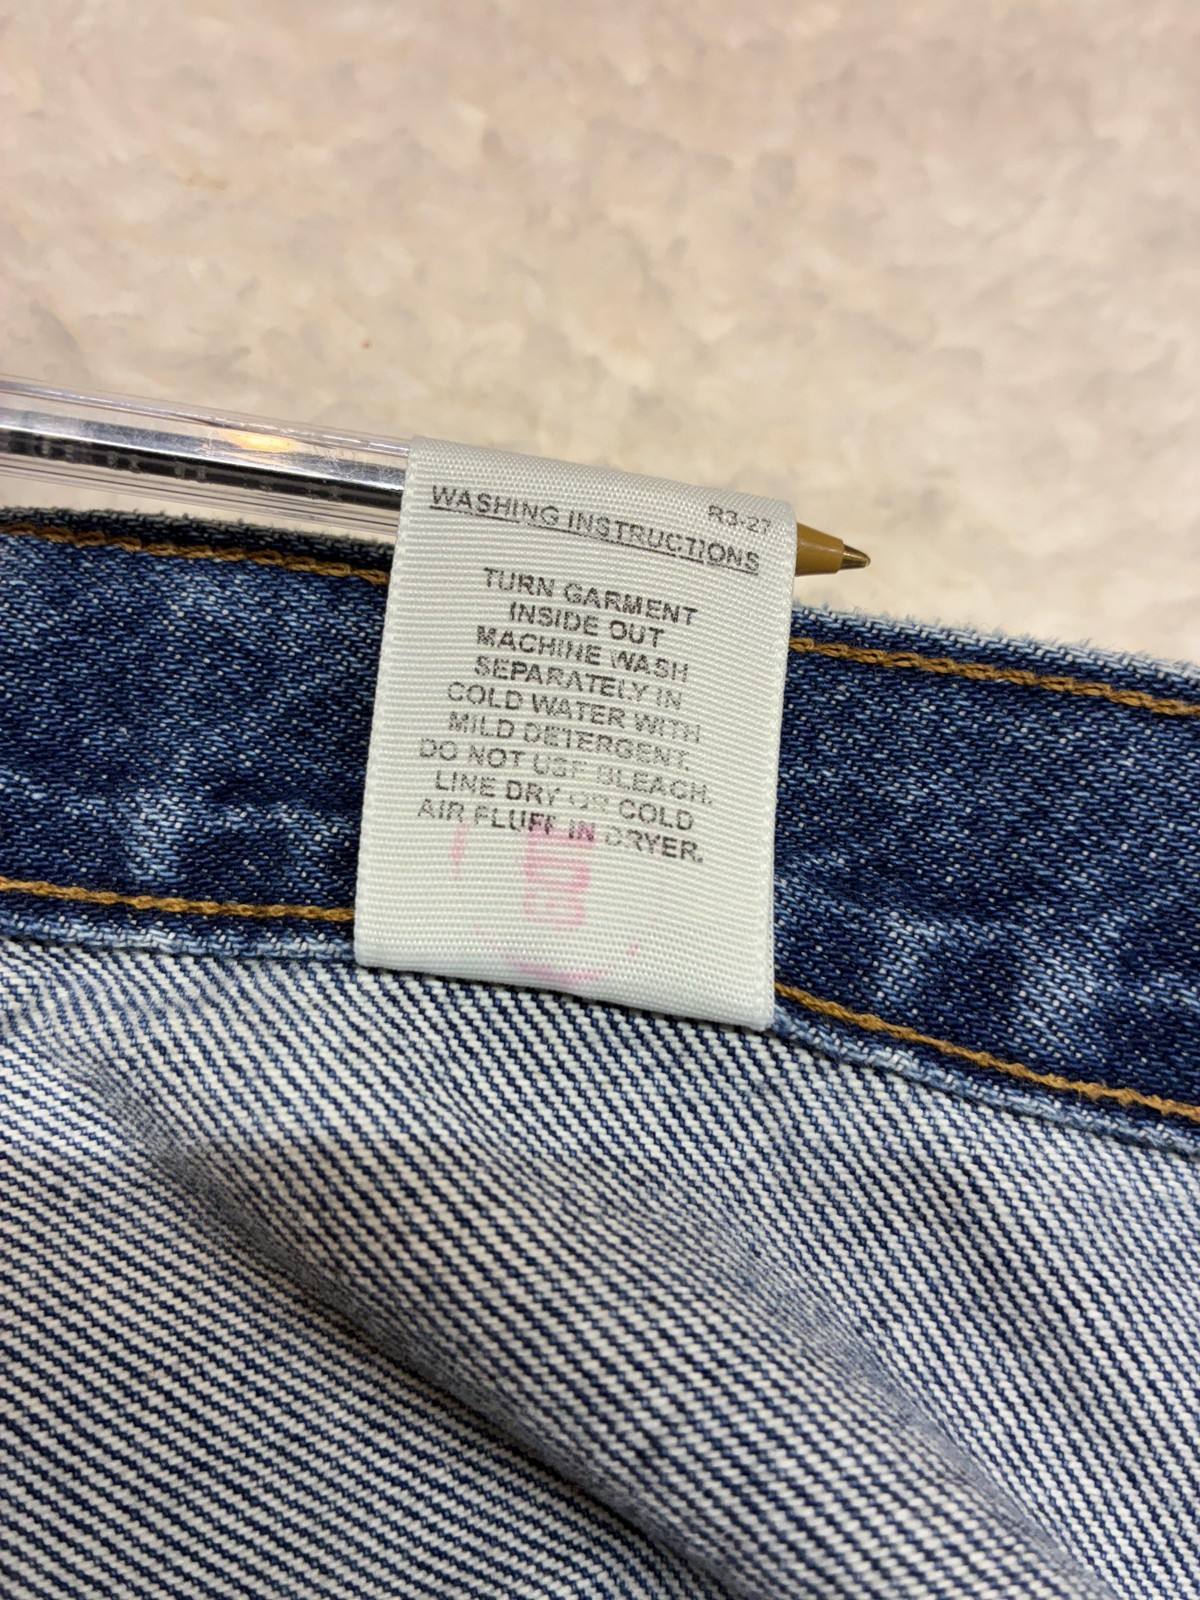 R3-27
WASHING INSTRUCTIONS
TURN GARMENT
INSIDE OUT
MACHINE WASH
SEPARATELY IN
COLD WATER WITH
MILD DETERGENT.
DO NOT USE BLEACH.
LINE DRY OR COLD
AIR FLUFF IN DRYER.